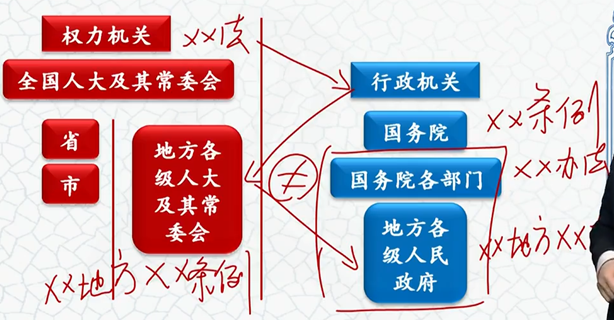 权力机关
××法
全国人大及其常委会
省
市
地方各
级人大
及其常
委会
××地方××条例
≠
行政机关
国务院
××条例
国务院各部门
××办法
地方各
级人民
政府
××地方××